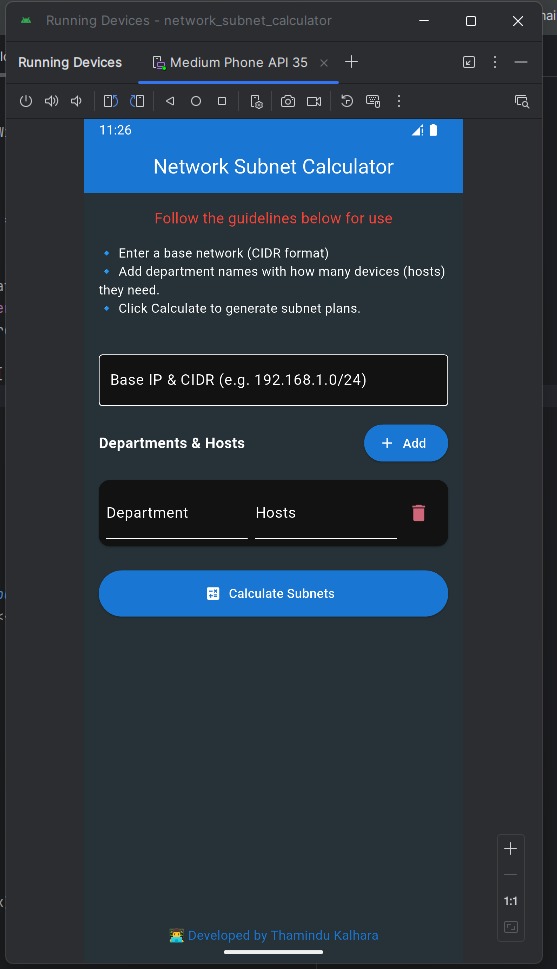 Running Devices - network_subnet_calculator
Running Devices
Medium Phone API 35
11:26
Network Subnet Calculator
Follow the guidelines below for use
🔹 Enter a base network (CIDR format)
🔹 Add department names with how many devices (hosts)
they need.
🔹 Click Calculate to generate subnet plans.
Base IP & CIDR (e.g. 192.168.1.0/24)
Departments & Hosts
+ Add
Department Hosts
Calculate Subnets
1:1
👨‍💻 Developed by Thamindu Kalhara